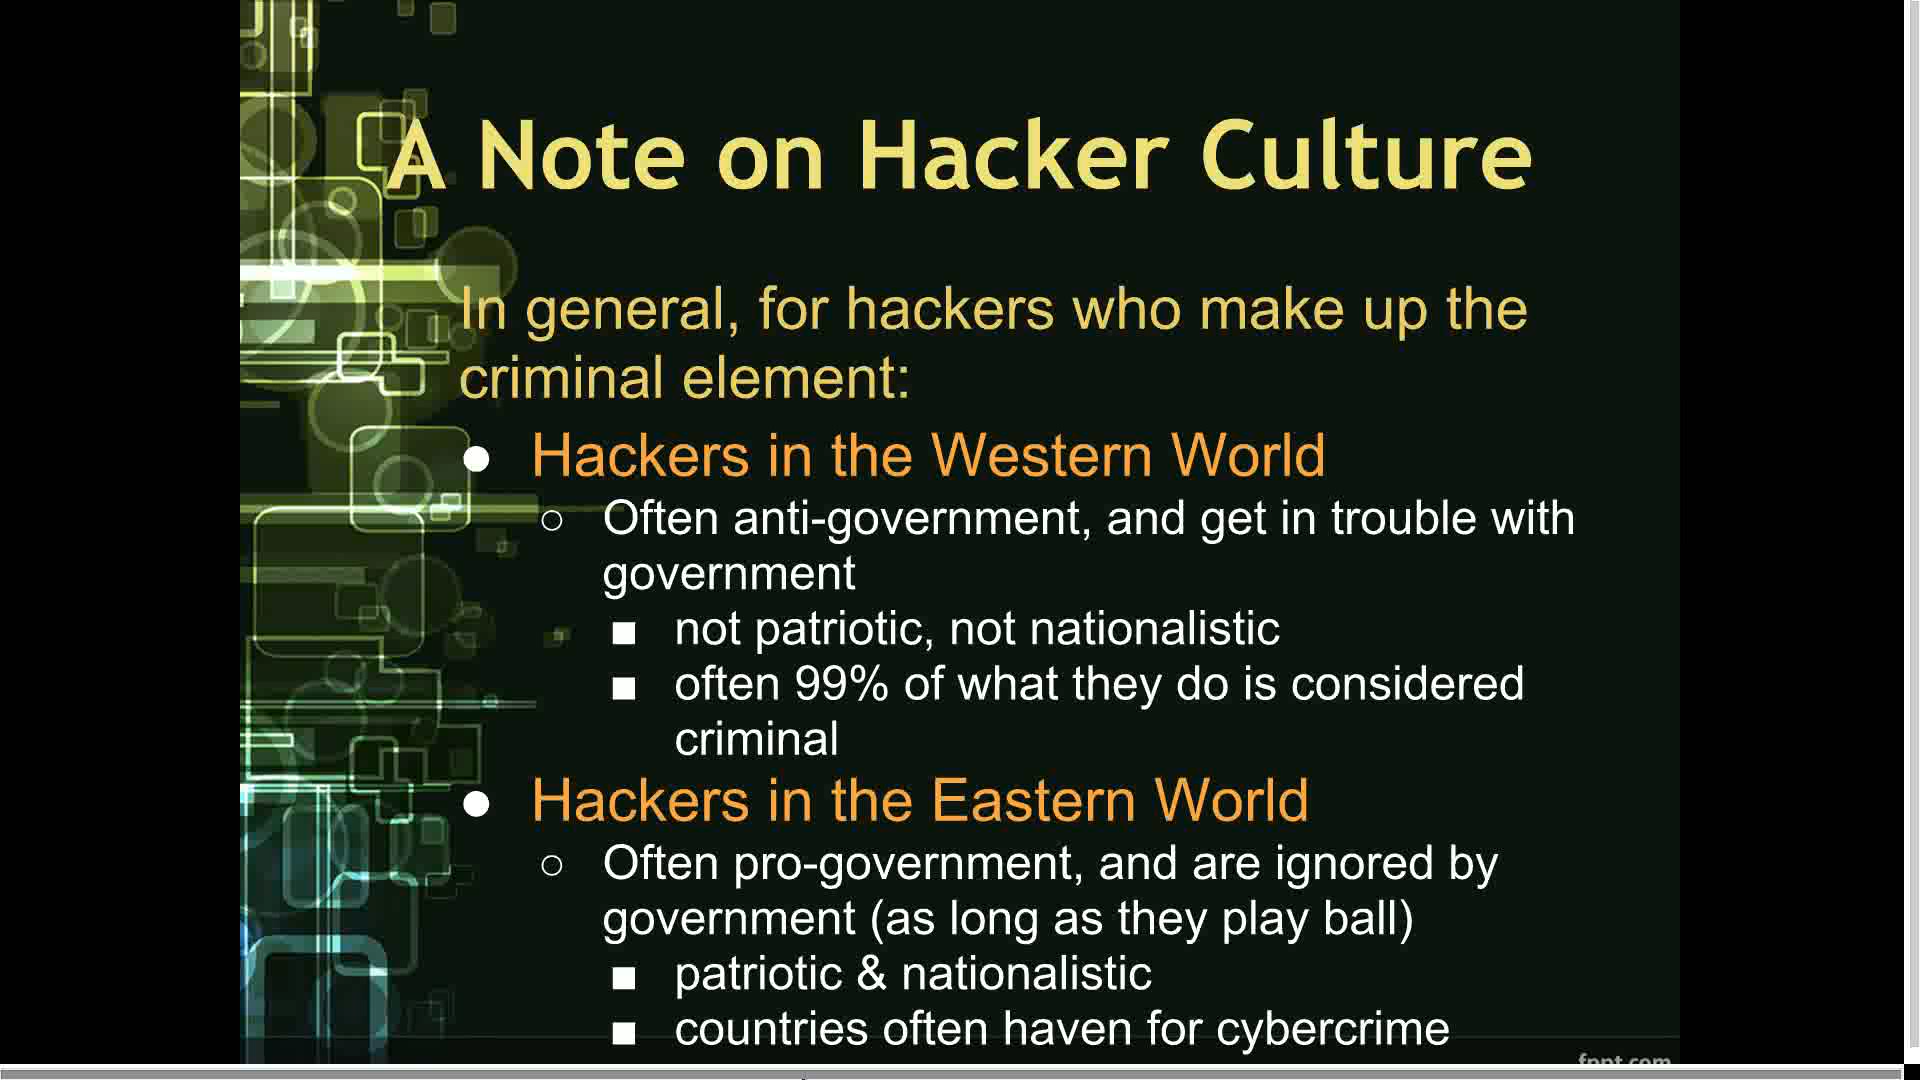 A Note on Hacker Culture
In general, for hackers who make up the
criminal element:
● Hackers in the Western World
○ Often anti-government, and get in trouble with
government
■ not patriotic, not nationalistic
■ often 99% of what they do is considered
criminal
● Hackers in the Eastern World
○ Often pro-government, and are ignored by
government (as long as they play ball)
■ patriotic & nationalistic
■ countries often haven for cybercrime
fppt.com